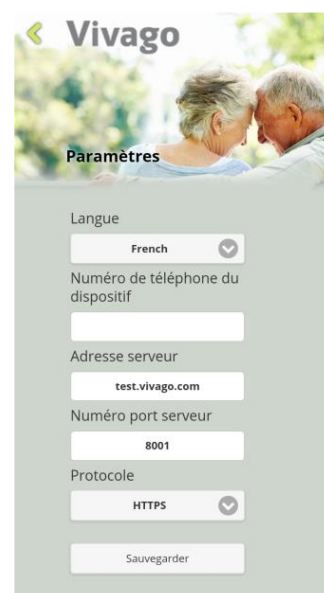 Vivago
Paramètres
Langue
French
Numéro de téléphone du
dispositif
Adresse serveur
test.vivago.com
Numéro port serveur
8001
Protocole
HTTPS
Sauvegarder